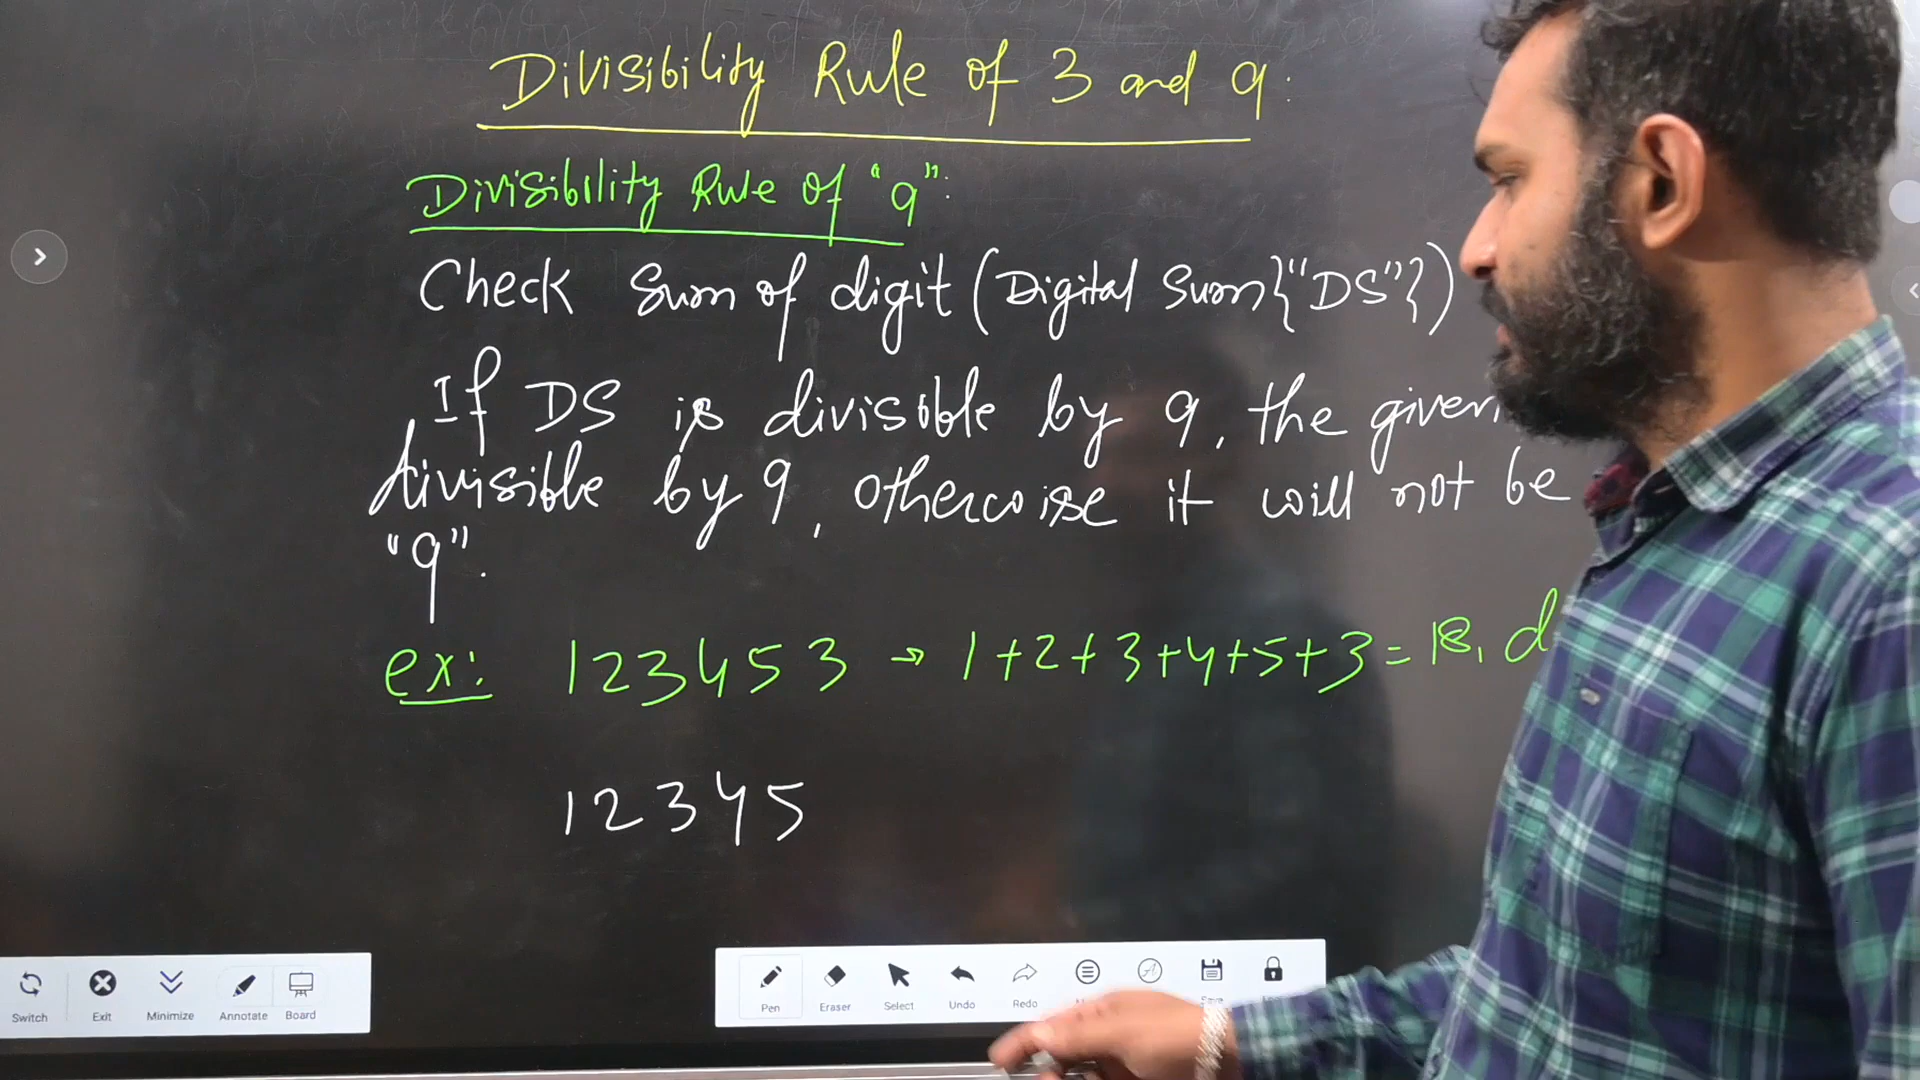 Divisibility Rule of 3 and 9:
Divisibility Rule of "9":
Check Sum of digit (Digital Sum{"DS"})
If DS is divisible by 9, the given
divisible by 9, otherwise it will not be
"9".
ex: 123453 → 1+2+3+4+5+3=18, d
12345
Switch Exit Minimize Annotate Board
Pen Eraser Select Undo Redo